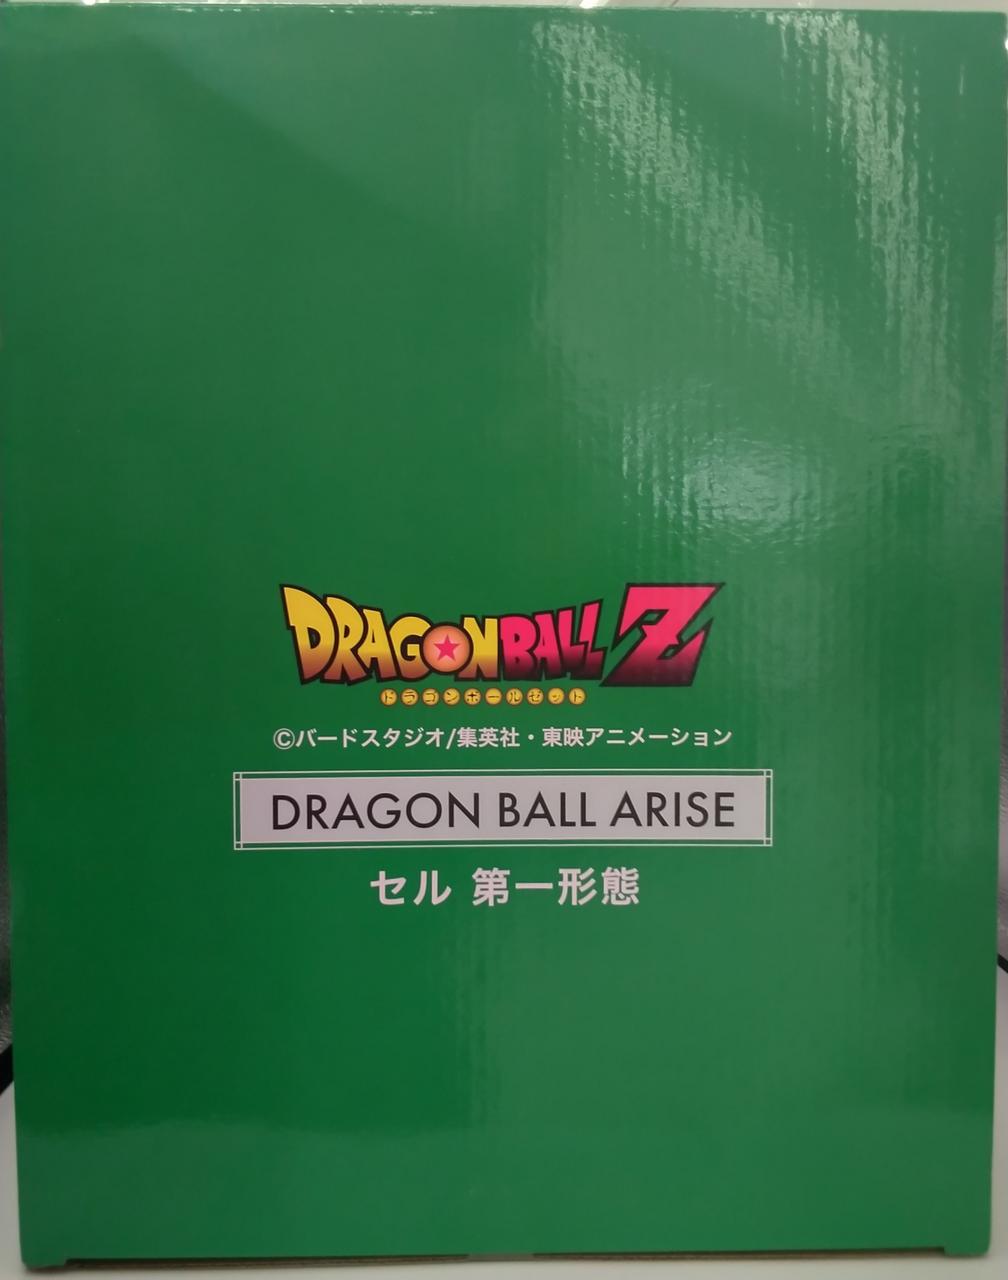 DRAGON BALL Z
ドラゴンボールゼット
©バードスタジオ/集英社・東映アニメーション
DRAGON BALL ARISE
セル 第一形態